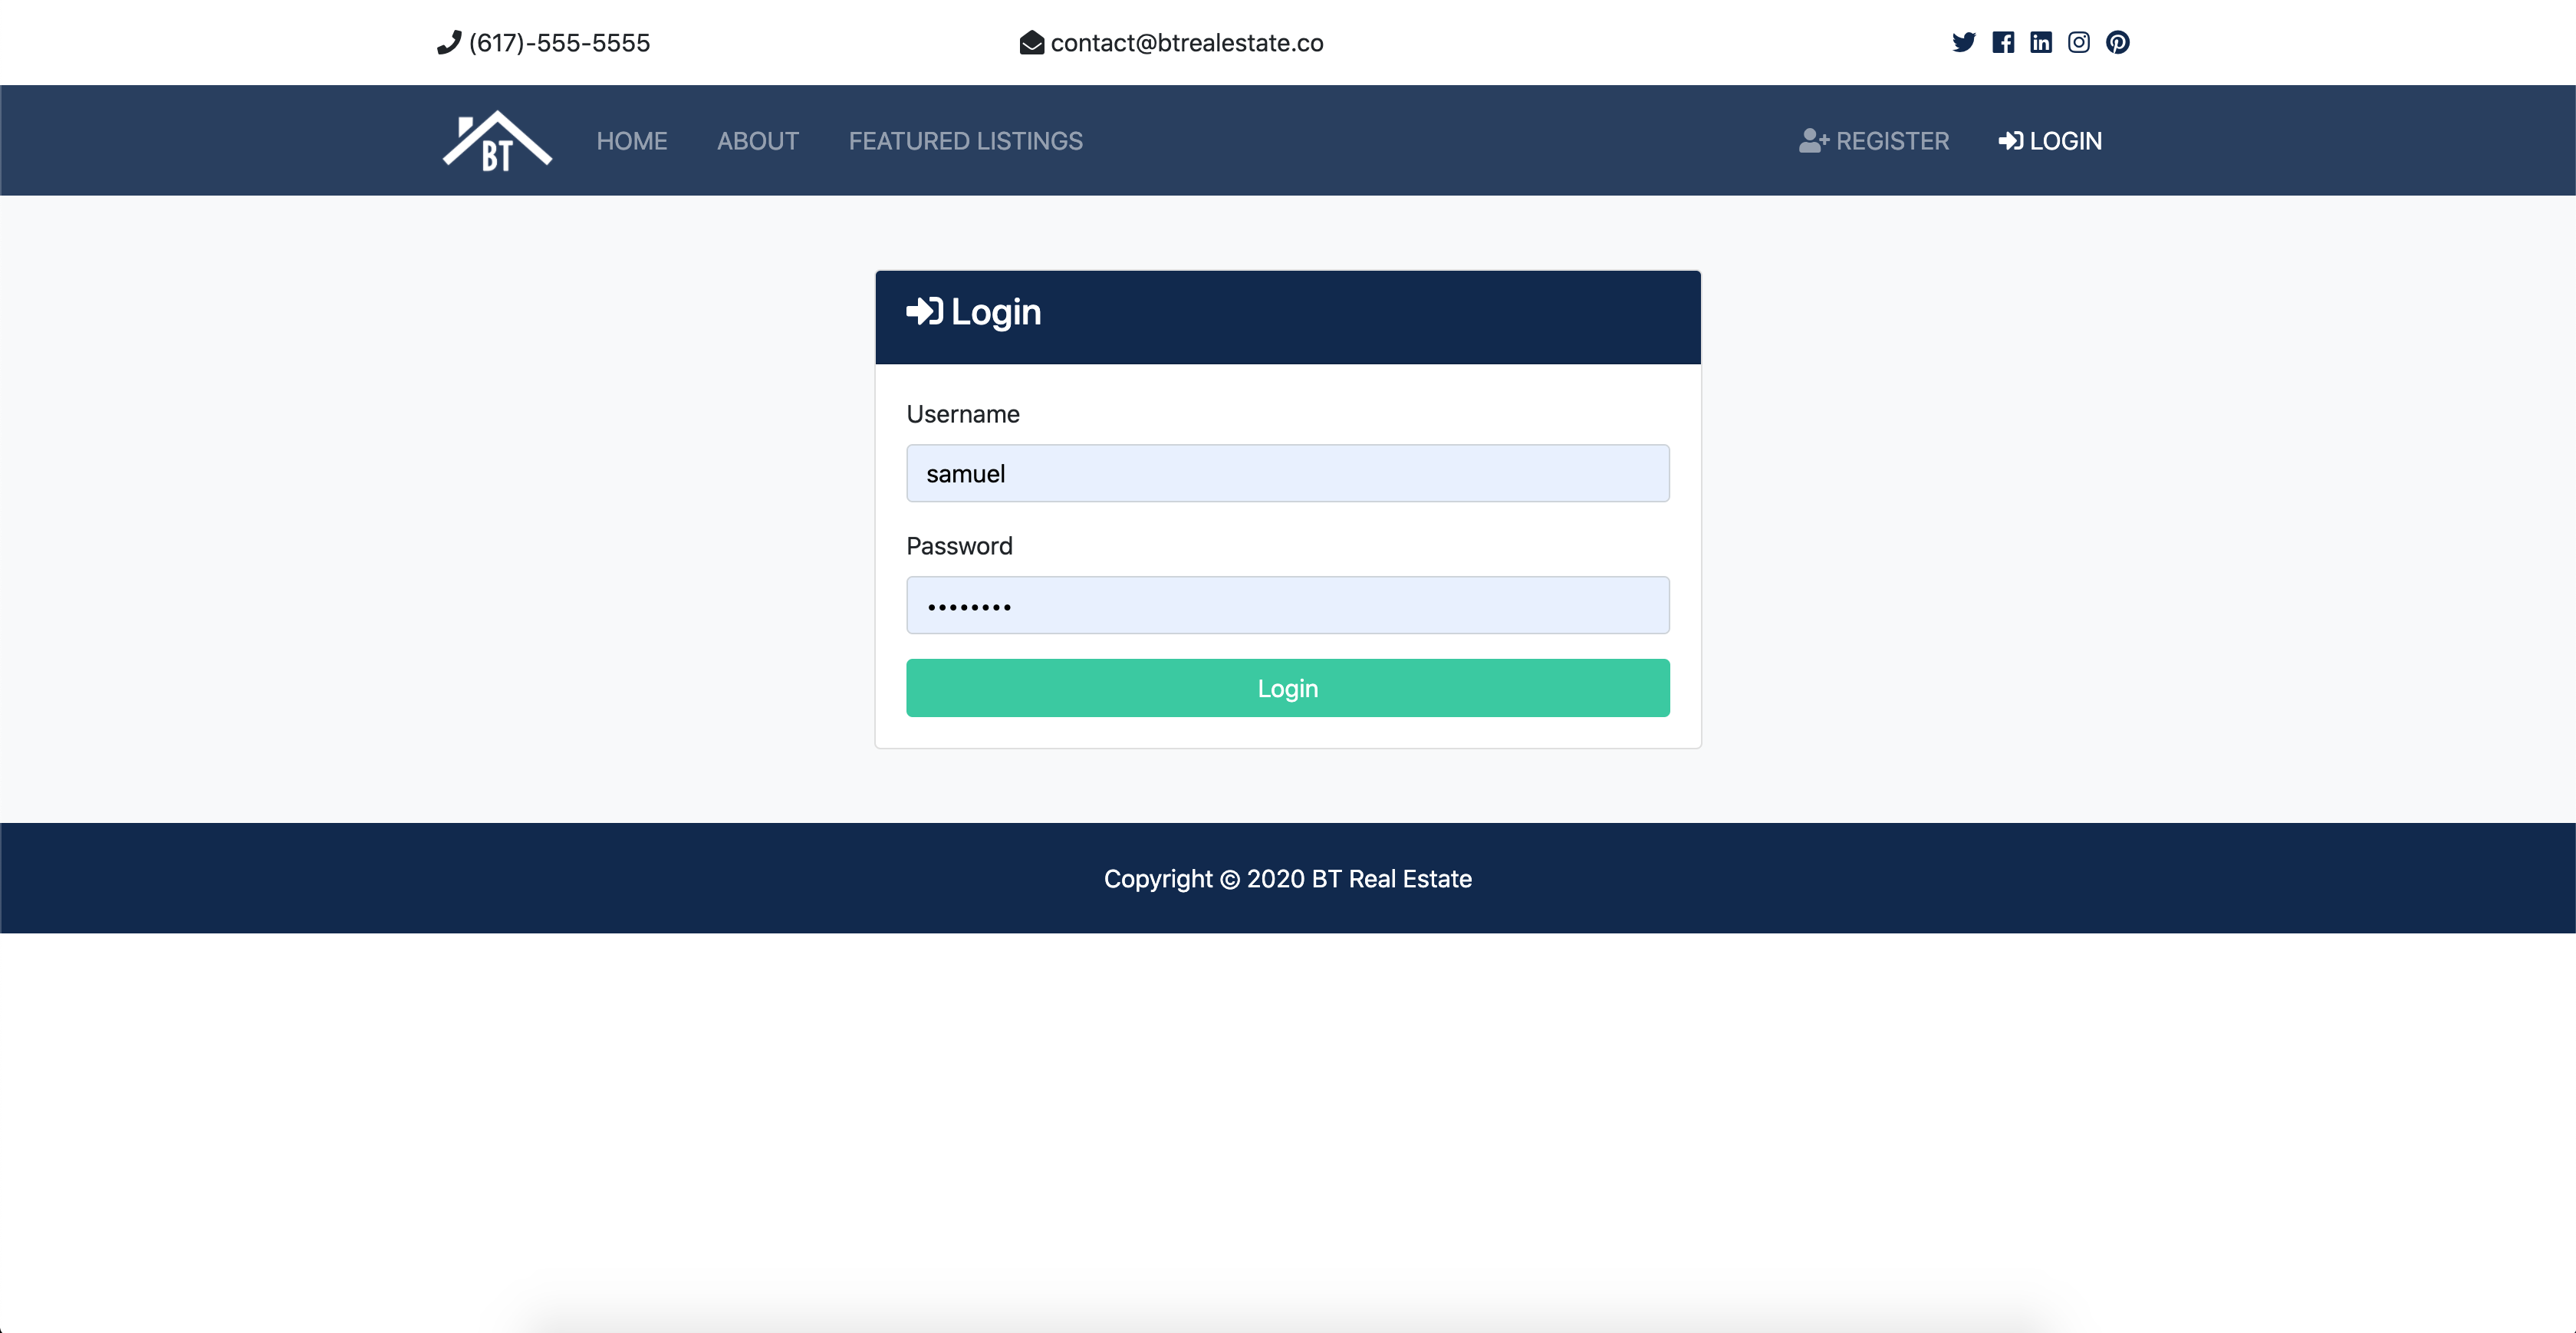 (617)-555-5555
contact@btrealestate.co
BT
HOME
ABOUT
FEATURED LISTINGS
REGISTER
LOGIN
Login
Username
samuel
Password
••••••••
Login
Copyright © 2020 BT Real Estate